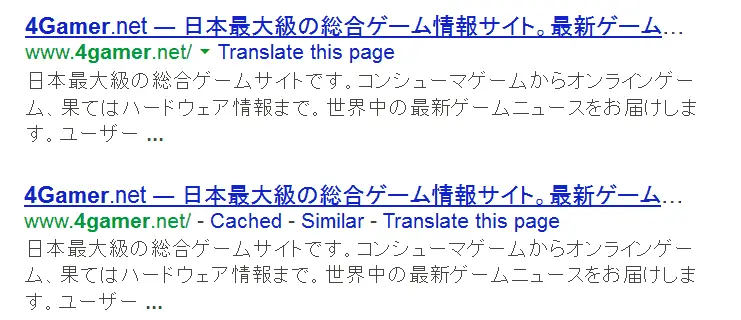 4Gamer.net — 日本最大級の総合ゲーム情報サイト。最新ゲーム...
www.4gamer.net/ ▼ Translate this page
日本最大級の総合ゲームサイトです。コンシューマゲームからオンラインゲー
ム、果てはハードウェア情報まで。世界中の最新ゲームニュースをお届けしま
す。ユーザー ...
4Gamer.net — 日本最大級の総合ゲーム情報サイト。最新ゲーム...
www.4gamer.net/ - Cached - Similar - Translate this page
日本最大級の総合ゲームサイトです。コンシューマゲームからオンラインゲー
ム、果てはハードウェア情報まで。世界中の最新ゲームニュースをお届けしま
す。ユーザー ...